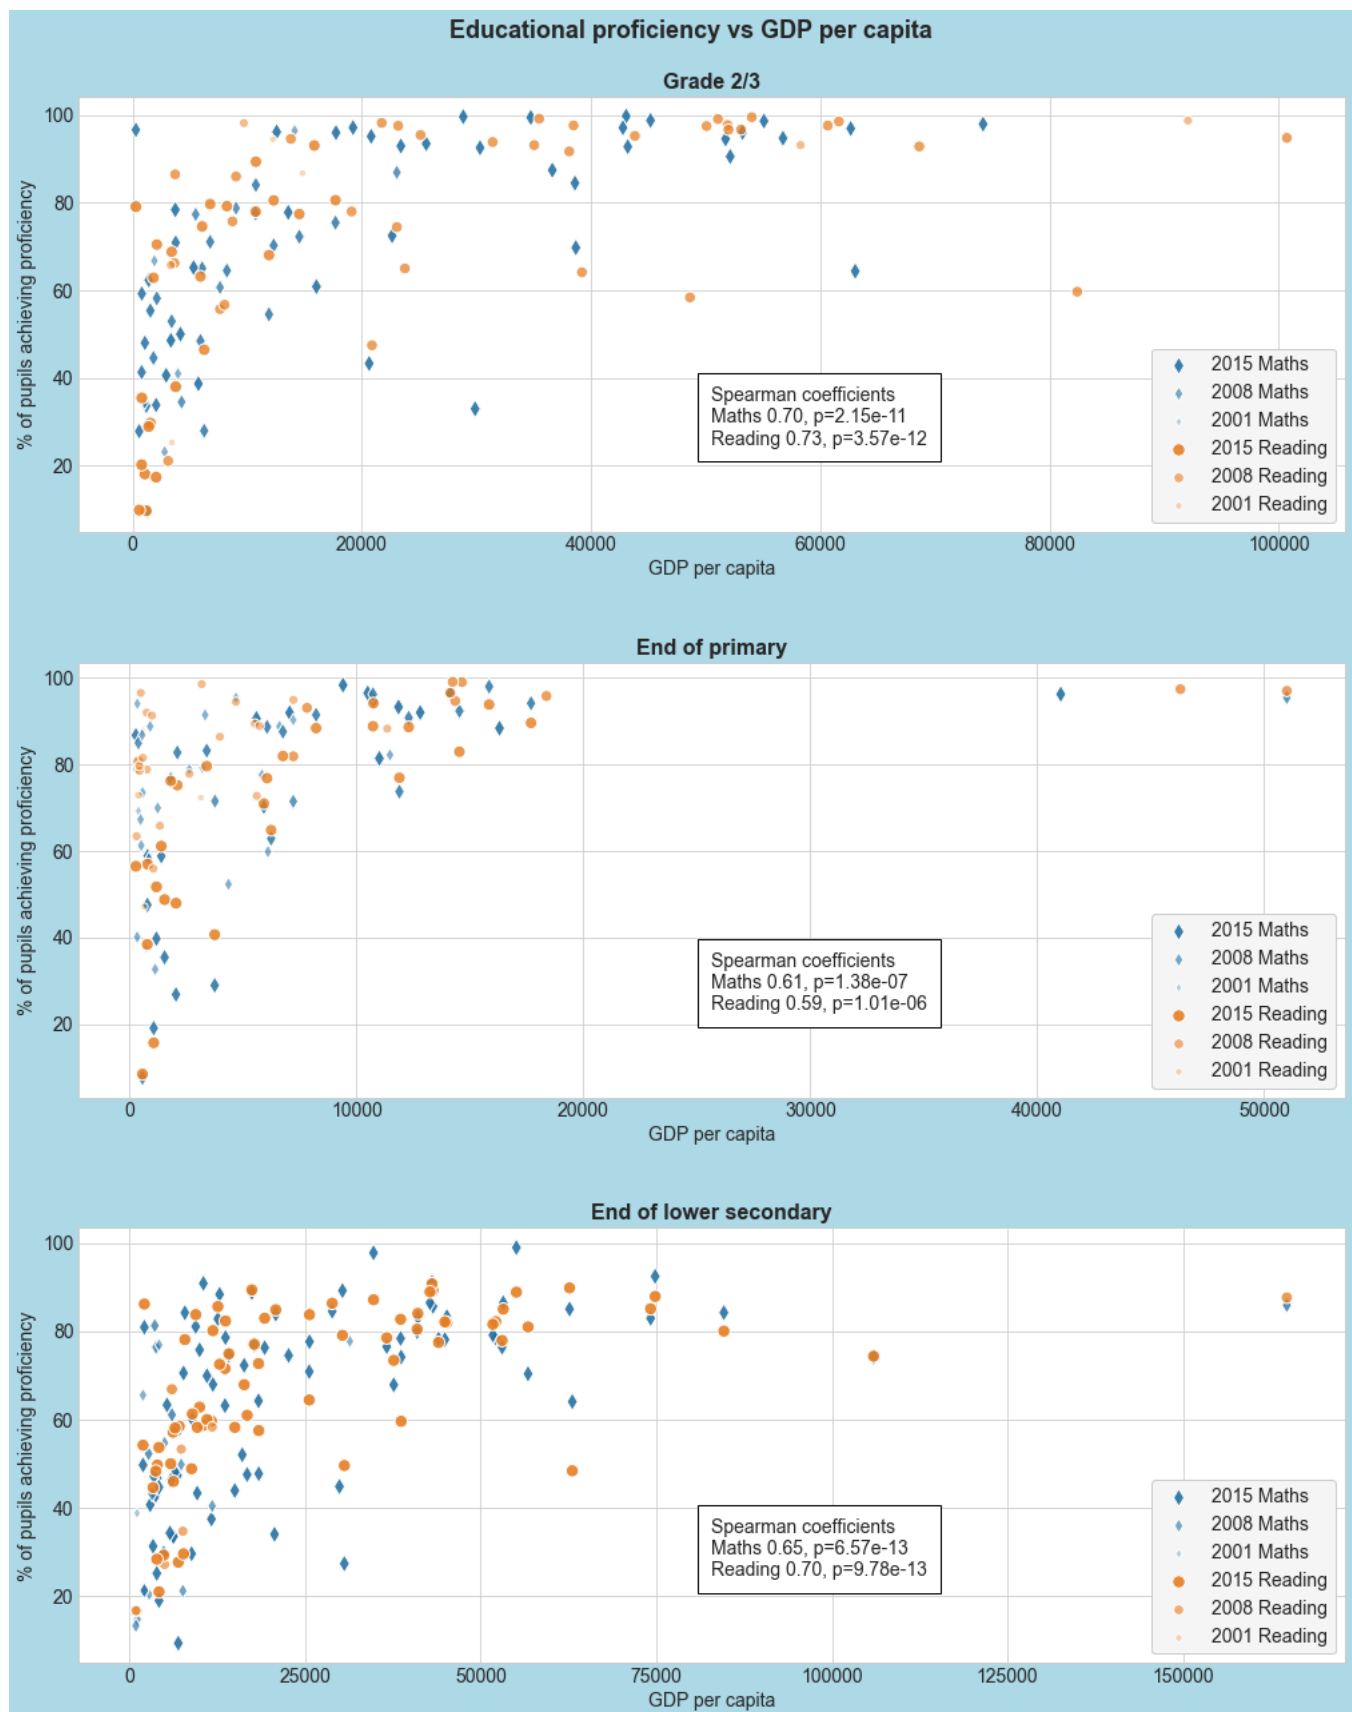 Educational proficiency vs GDP per capita
Grade 2/3
100
80
60
40
20
% of pupils achieving proficiency
Spearman coefficients
Maths 0.70, p=2.15e-11
Reading 0.73, p=3.57e-12
2015 Maths
2008 Maths
2001 Maths
2015 Reading
2008 Reading
2001 Reading
0 20000 40000 60000 80000 100000
GDP per capita
End of primary
100
80
60
40
20
% of pupils achieving proficiency
Spearman coefficients
Maths 0.61, p=1.38e-07
Reading 0.59, p=1.01e-06
2015 Maths
2008 Maths
2001 Maths
2015 Reading
2008 Reading
2001 Reading
0 10000 20000 30000 40000 50000
GDP per capita
End of lower secondary
100
80
60
40
20
% of pupils achieving proficiency
Spearman coefficients
Maths 0.65, p=6.57e-13
Reading 0.70, p=9.78e-13
2015 Maths
2008 Maths
2001 Maths
2015 Reading
2008 Reading
2001 Reading
0 25000 50000 75000 100000 125000 150000
GDP per capita